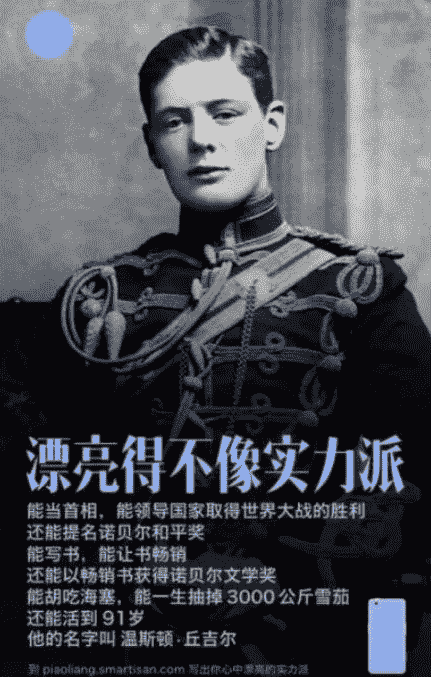 漂亮得不像实力派
能当首相，能领导国家取得世界大战的胜利
还能提名诺贝尔和平奖
能写书，能让书畅销
还能以畅销书获得诺贝尔文学奖
能胡吃海塞，能一生抽掉 3000 公斤雪茄
还能活到 91岁
他的名字叫 温斯顿·丘吉尔
到 piaoliang.smartisan.com 写出你心中漂亮的实力派